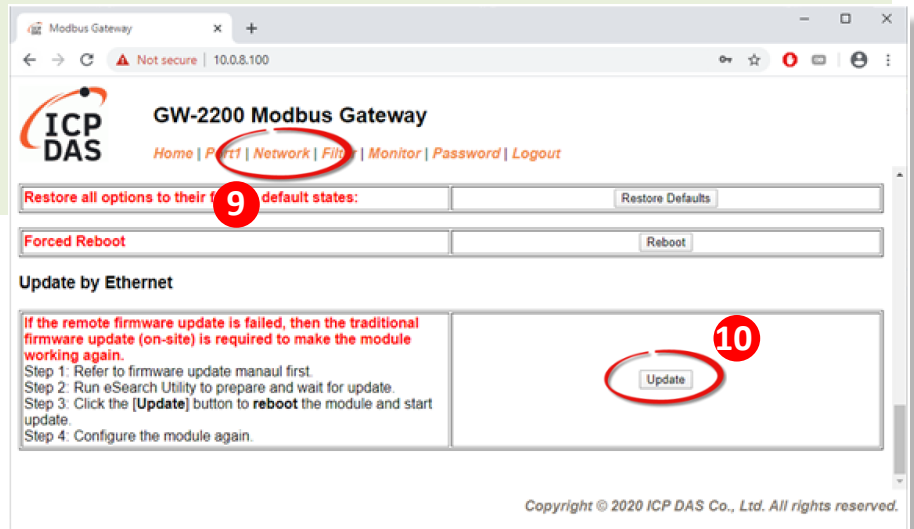 Modbus Gateway
Not secure | 10.0.8.100
ICP
DAS
GW-2200 Modbus Gateway
Home | Port1 | Network | Filter | Monitor | Password | Logout
9
Restore all options to their f default states:
Restore Defaults
Forced Reboot
Reboot
Update by Ethernet
If the remote firmware update is failed, then the traditional
firmware update (on-site) is required to make the module
working again.
Step 1: Refer to firmware update manaul first.
Step 2: Run eSearch Utility to prepare and wait for update.
Step 3: Click the [Update] button to reboot the module and start
update.
Step 4: Configure the module again.
10
Update
Copyright © 2020 ICP DAS Co., Ltd. All rights reserved.